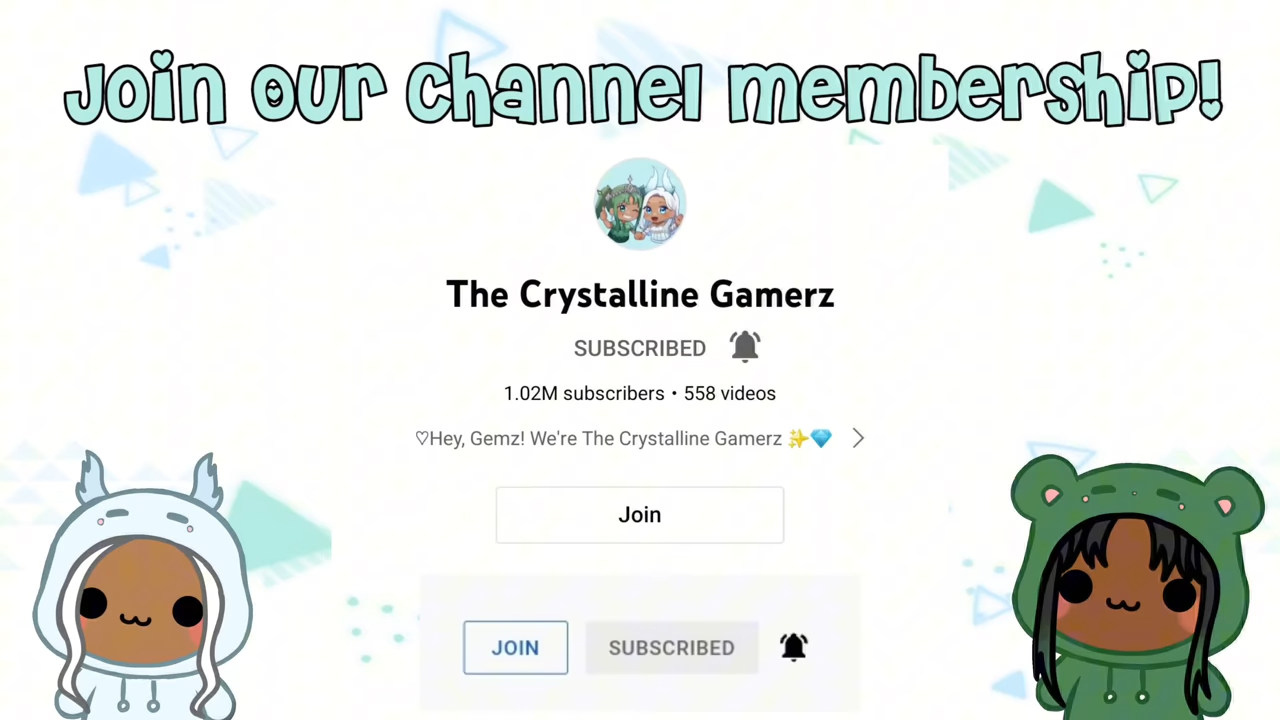 Join our channel membership!
The Crystalline Gamerz
SUBSCRIBED
1.02M subscribers • 558 videos
♡Hey, Gemz! We're The Crystalline Gamerz ✨💎
Join
JOIN SUBSCRIBED